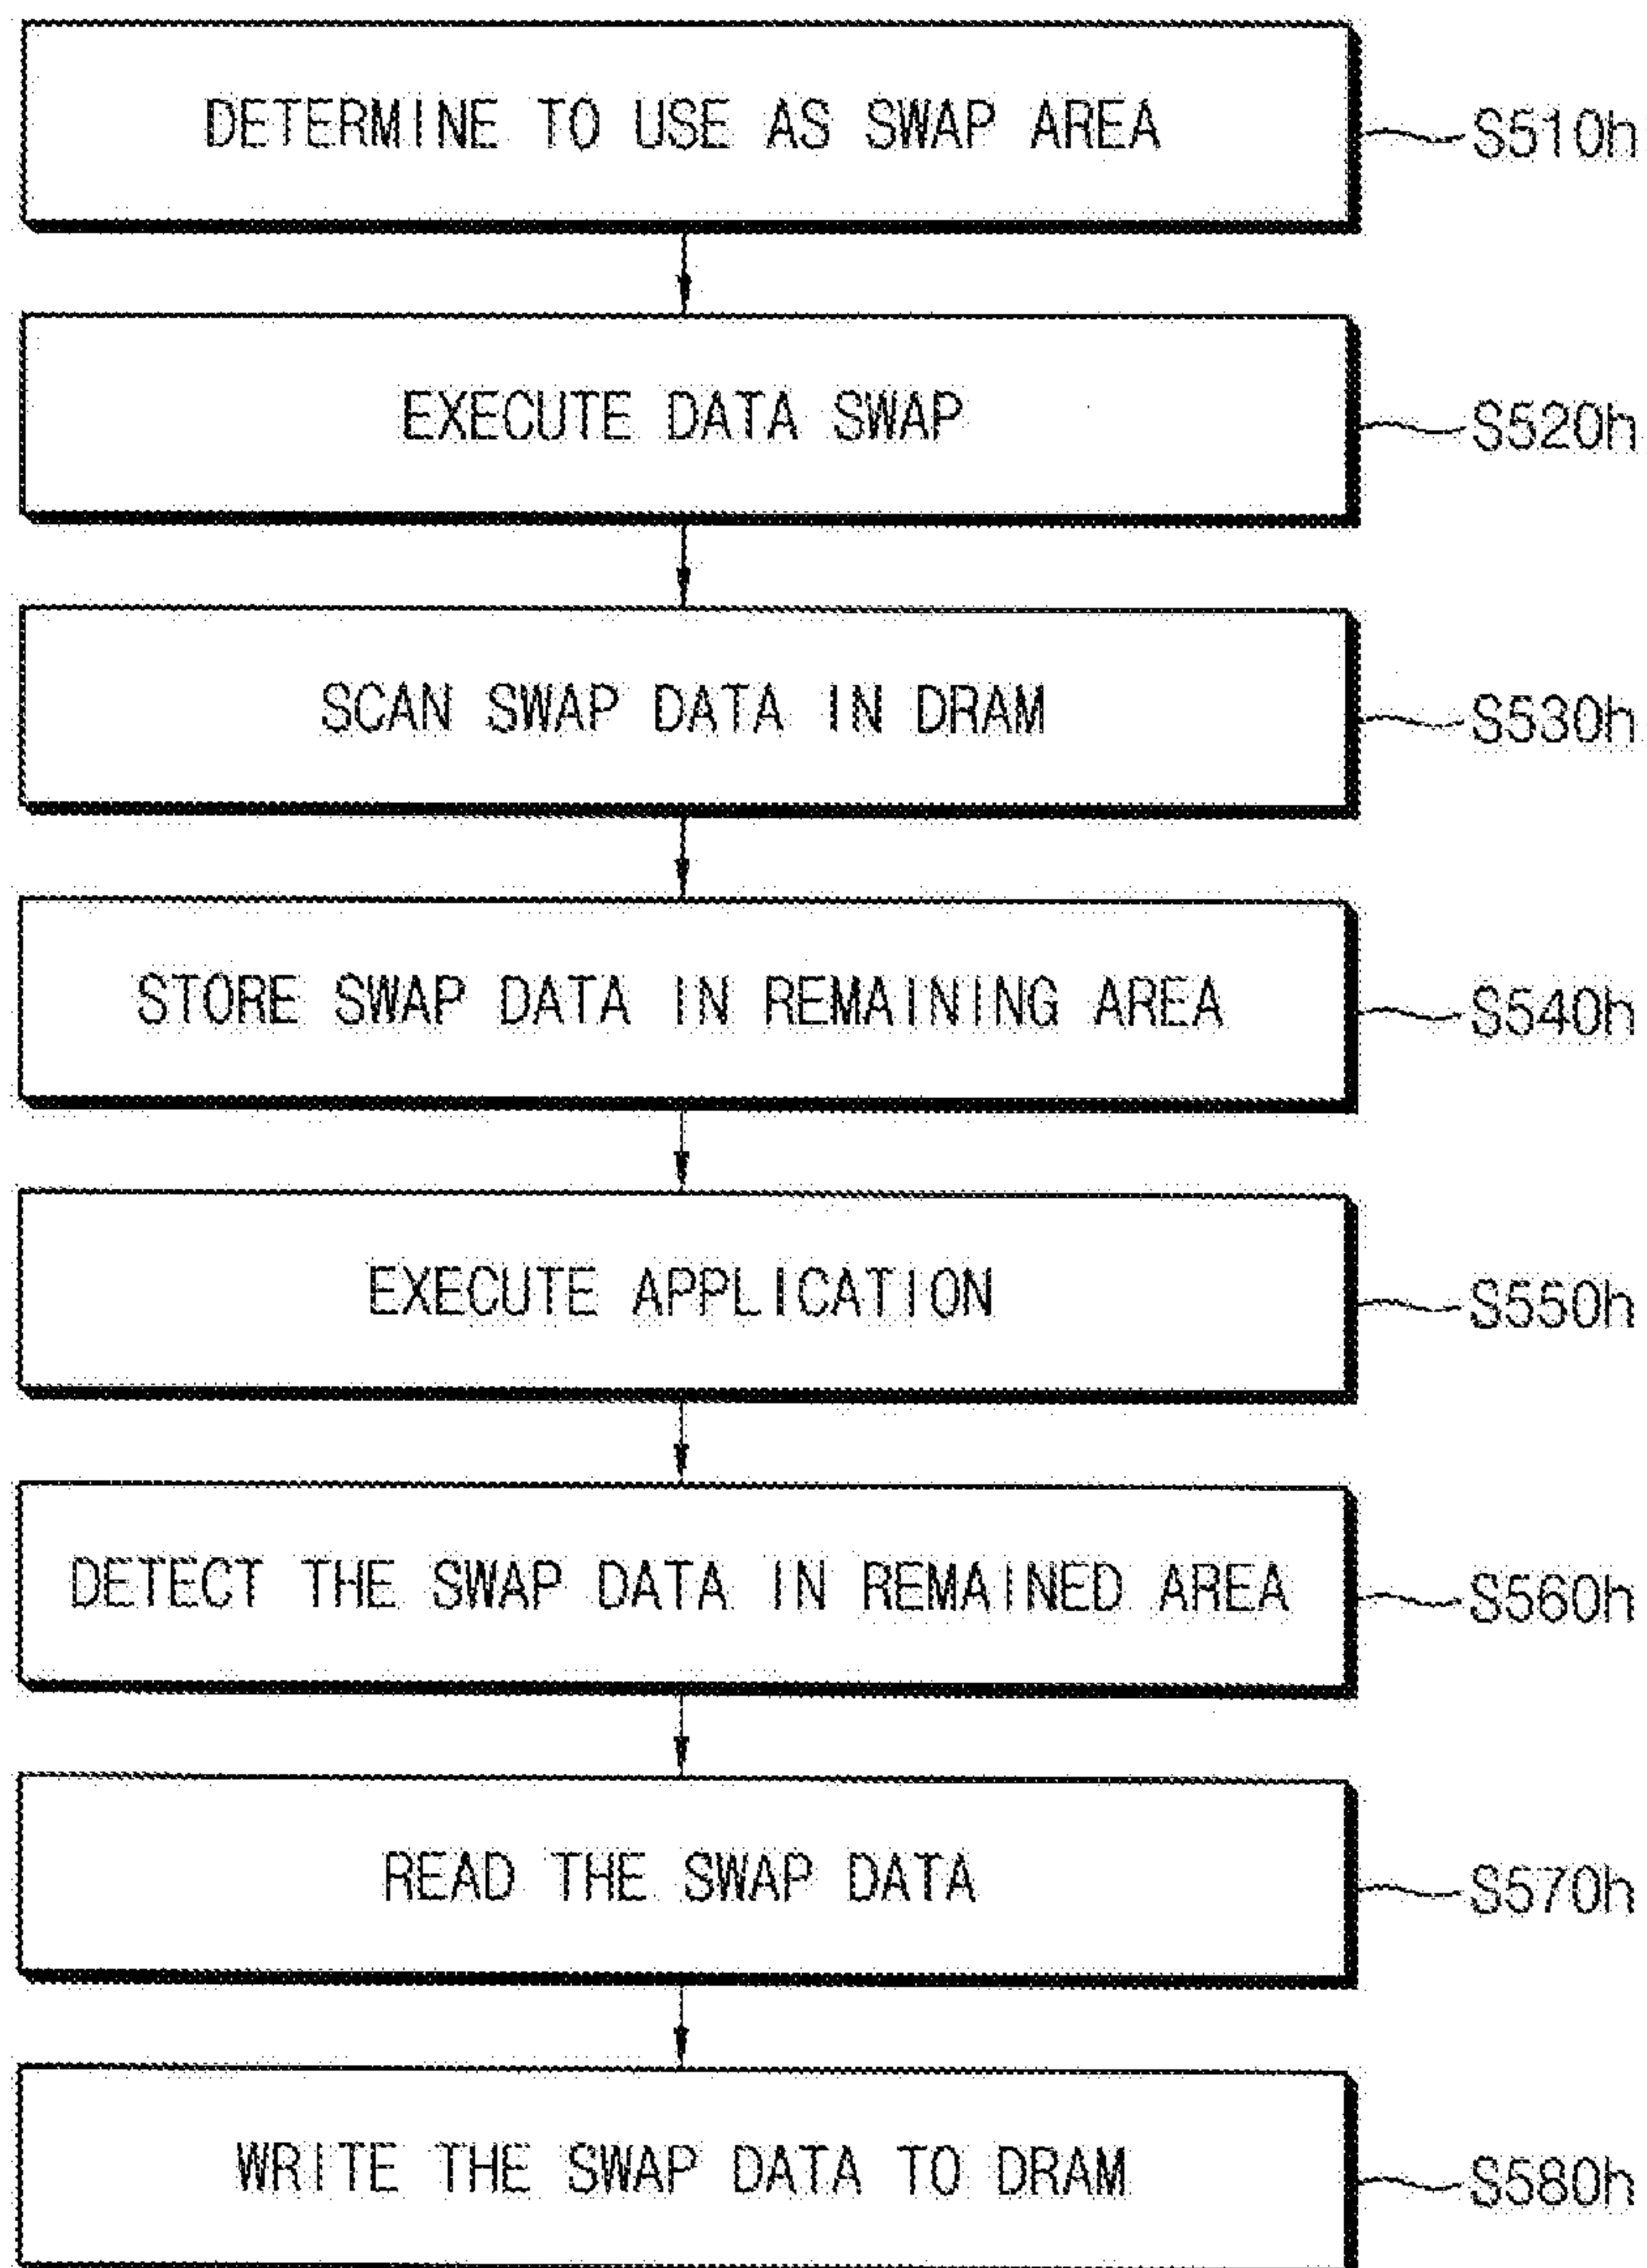 DETERMINE TO USE AS SWAP AREA
S510h
EXECUTE DATA SWAP
S520h
SCAN SWAP DATA IN DRAM
S530h
STORE SWAP DATA IN REMAINING AREA
S540h
EXECUTE APPLICATION
S550h
DETECT THE SWAP DATA IN REMAINED AREA
S560h
READ THE SWAP DATA
S570h
WRITE THE SWAP DATA TO DRAM
S580h